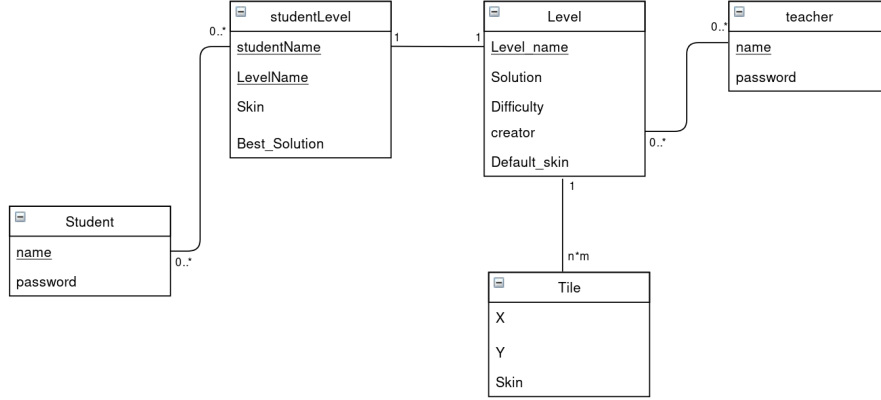 studentLevel
studentName
LevelName
Skin
Best_Solution
0..*
1
Level
Level_name
Solution
Difficulty
creator
Default_skin
1
0..*
1
teacher
name
password
0..*
Student
name
password
0..*
n*m
Tile
X
Y
Skin